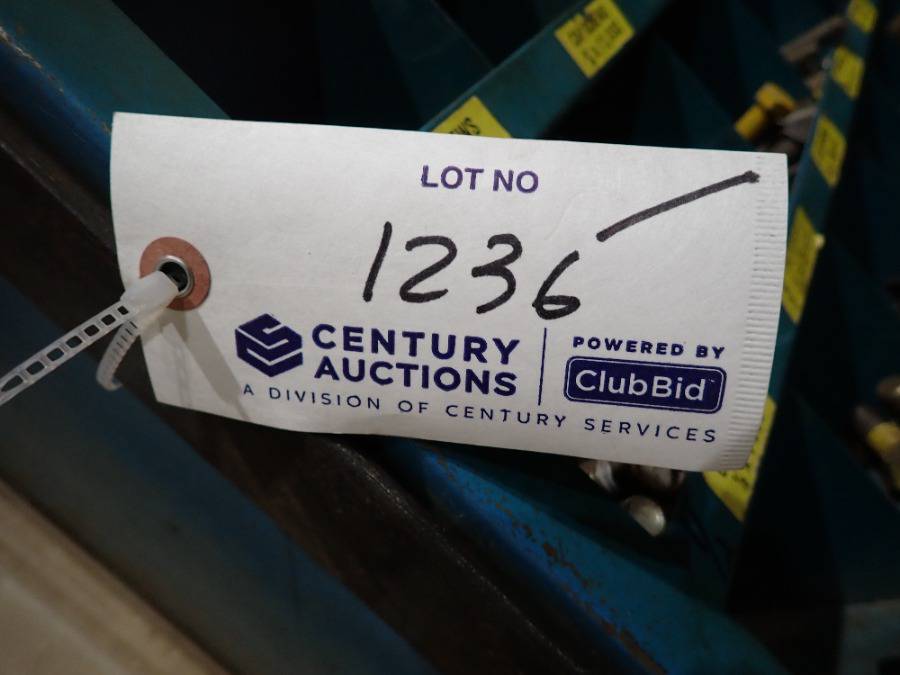 LOT NO
1236
CENTURY
AUCTIONS
A DIVISION OF CENTURY SERVICES
POWERED BY
ClubBid